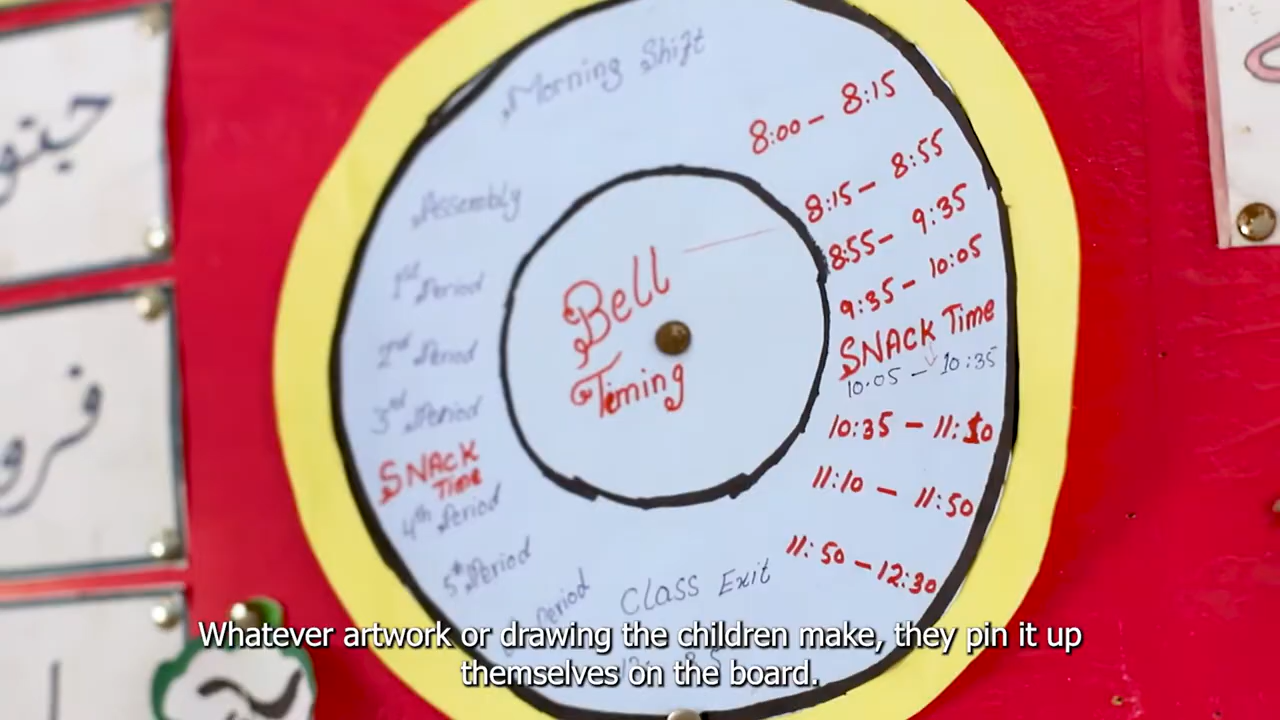 Morning Shift
Assembly
8:00 - 8:15
1st Period
8:15 - 8:55
2nd Period
8:55 - 9:35
3rd Period
9:35 - 10:05
SNACK Time
SNACK Time
10:05 - 10:35
4th Period
10:35 - 11:10
5th Period
11:10 - 11:50
Period
11:50 - 12:30
Class Exit
Bell
Timing
Whatever artwork or drawing the children make, they pin it up
themselves on the board.